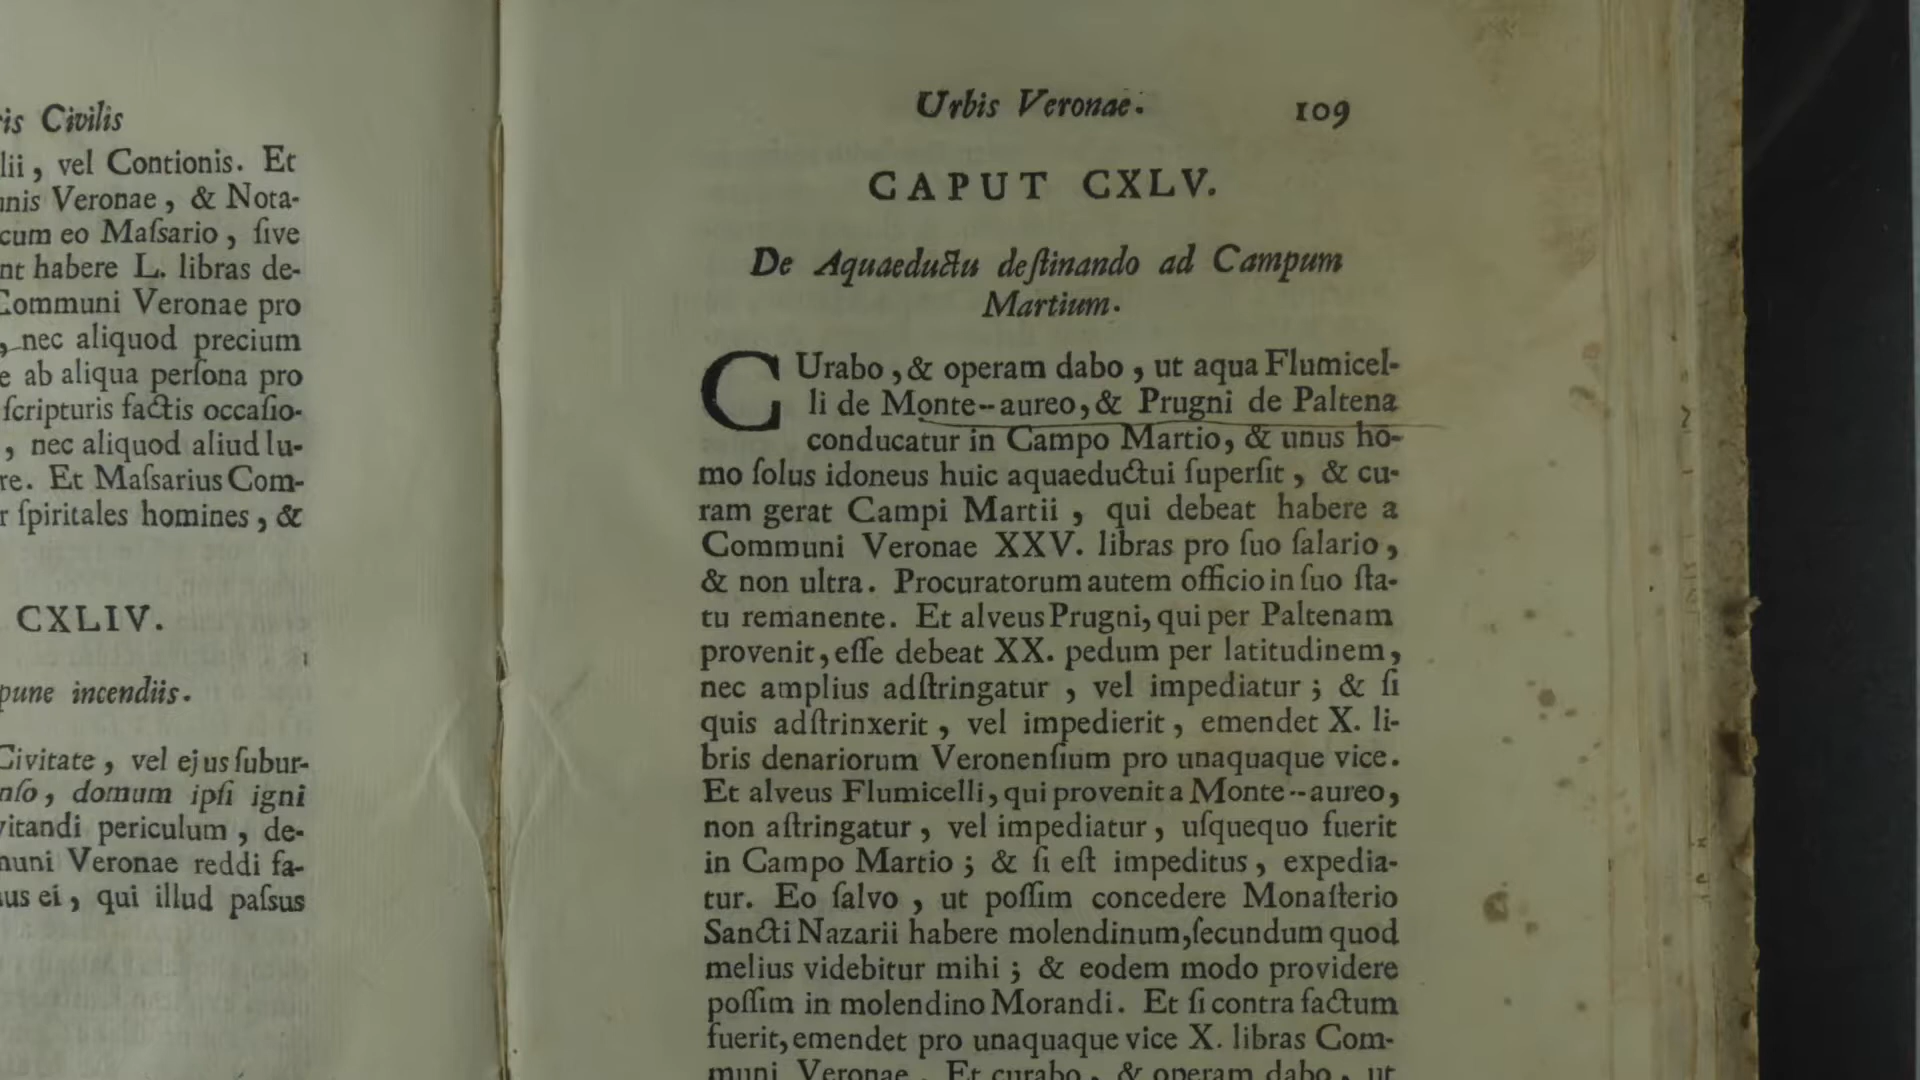 is Civilis
lii, vel Contionis. Et
unis Veronae, & Nota-
cum eo Maſsario, ſive
nt habere L. libras de-
Communi Veronae pro
, nec aliquod precium
e ab aliqua perſona pro
ſcripturis factis occaſio-
, nec aliquod aliud lu-
re. Et Maſsarius Com-
r ſpiritales homines, &
CXLIV.
pune incendiis.
Civitate, vel ejus ſubur-
nſo, domum ipſi igni
vitandi periculum, de-
muni Veronae reddi fa-
us ei, qui illud paſsus
Urbis Veronae. 109
CAPUT CXLV.
De Aquaeductu deſtinando ad Campum
Martium.
CUrabo, & operam dabo, ut aqua Flumicel-
li de Monte--aureo, & Prugni de Paltena
conducatur in Campo Martio, & unus ho-
mo ſolus idoneus huic aquaeductui ſuperſit, & cu-
ram gerat Campi Martii, qui debeat habere a
Communi Veronae XXV. libras pro ſuo ſalario,
& non ultra. Procuratorum autem officio in ſuo ſta-
tu remanente. Et alveus Prugni, qui per Paltenam
provenit, eſſe debeat XX. pedum per latitudinem,
nec amplius adſtringatur, vel impediatur; & ſi
quis adſtrinxerit, vel impedierit, emendet X. li-
bris denariorum Veronenſium pro unaquaque vice.
Et alveus Flumicelli, qui provenit a Monte--aureo,
non aſtringatur, vel impediatur, uſquequo fuerit
in Campo Martio; & ſi eſt impeditus, expedia-
tur. Eo ſalvo, ut poſſim concedere Monaſterio
Sancti Nazarii habere molendinum, ſecundum quod
melius videbitur mihi; & eodem modo providere
poſſim in molendino Morandi. Et ſi contra factum
fuerit, emendet pro unaquaque vice X. libras Com-
muni Veronae. Et curabo, & operam dabo, ut